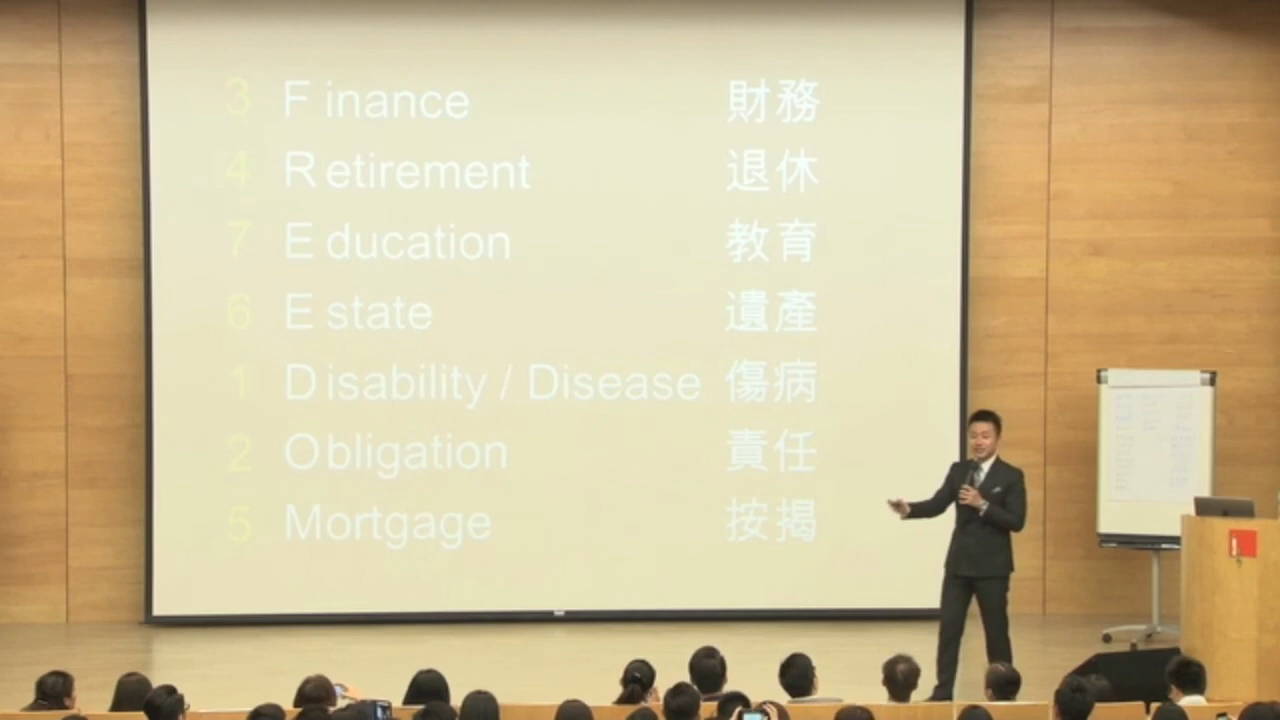 3 Finance 財務
4 Retirement 退休
7 Education 教育
6 Estate 遺產
1 Disability / Disease 傷病
2 Obligation 責任
5 Mortgage 按揭